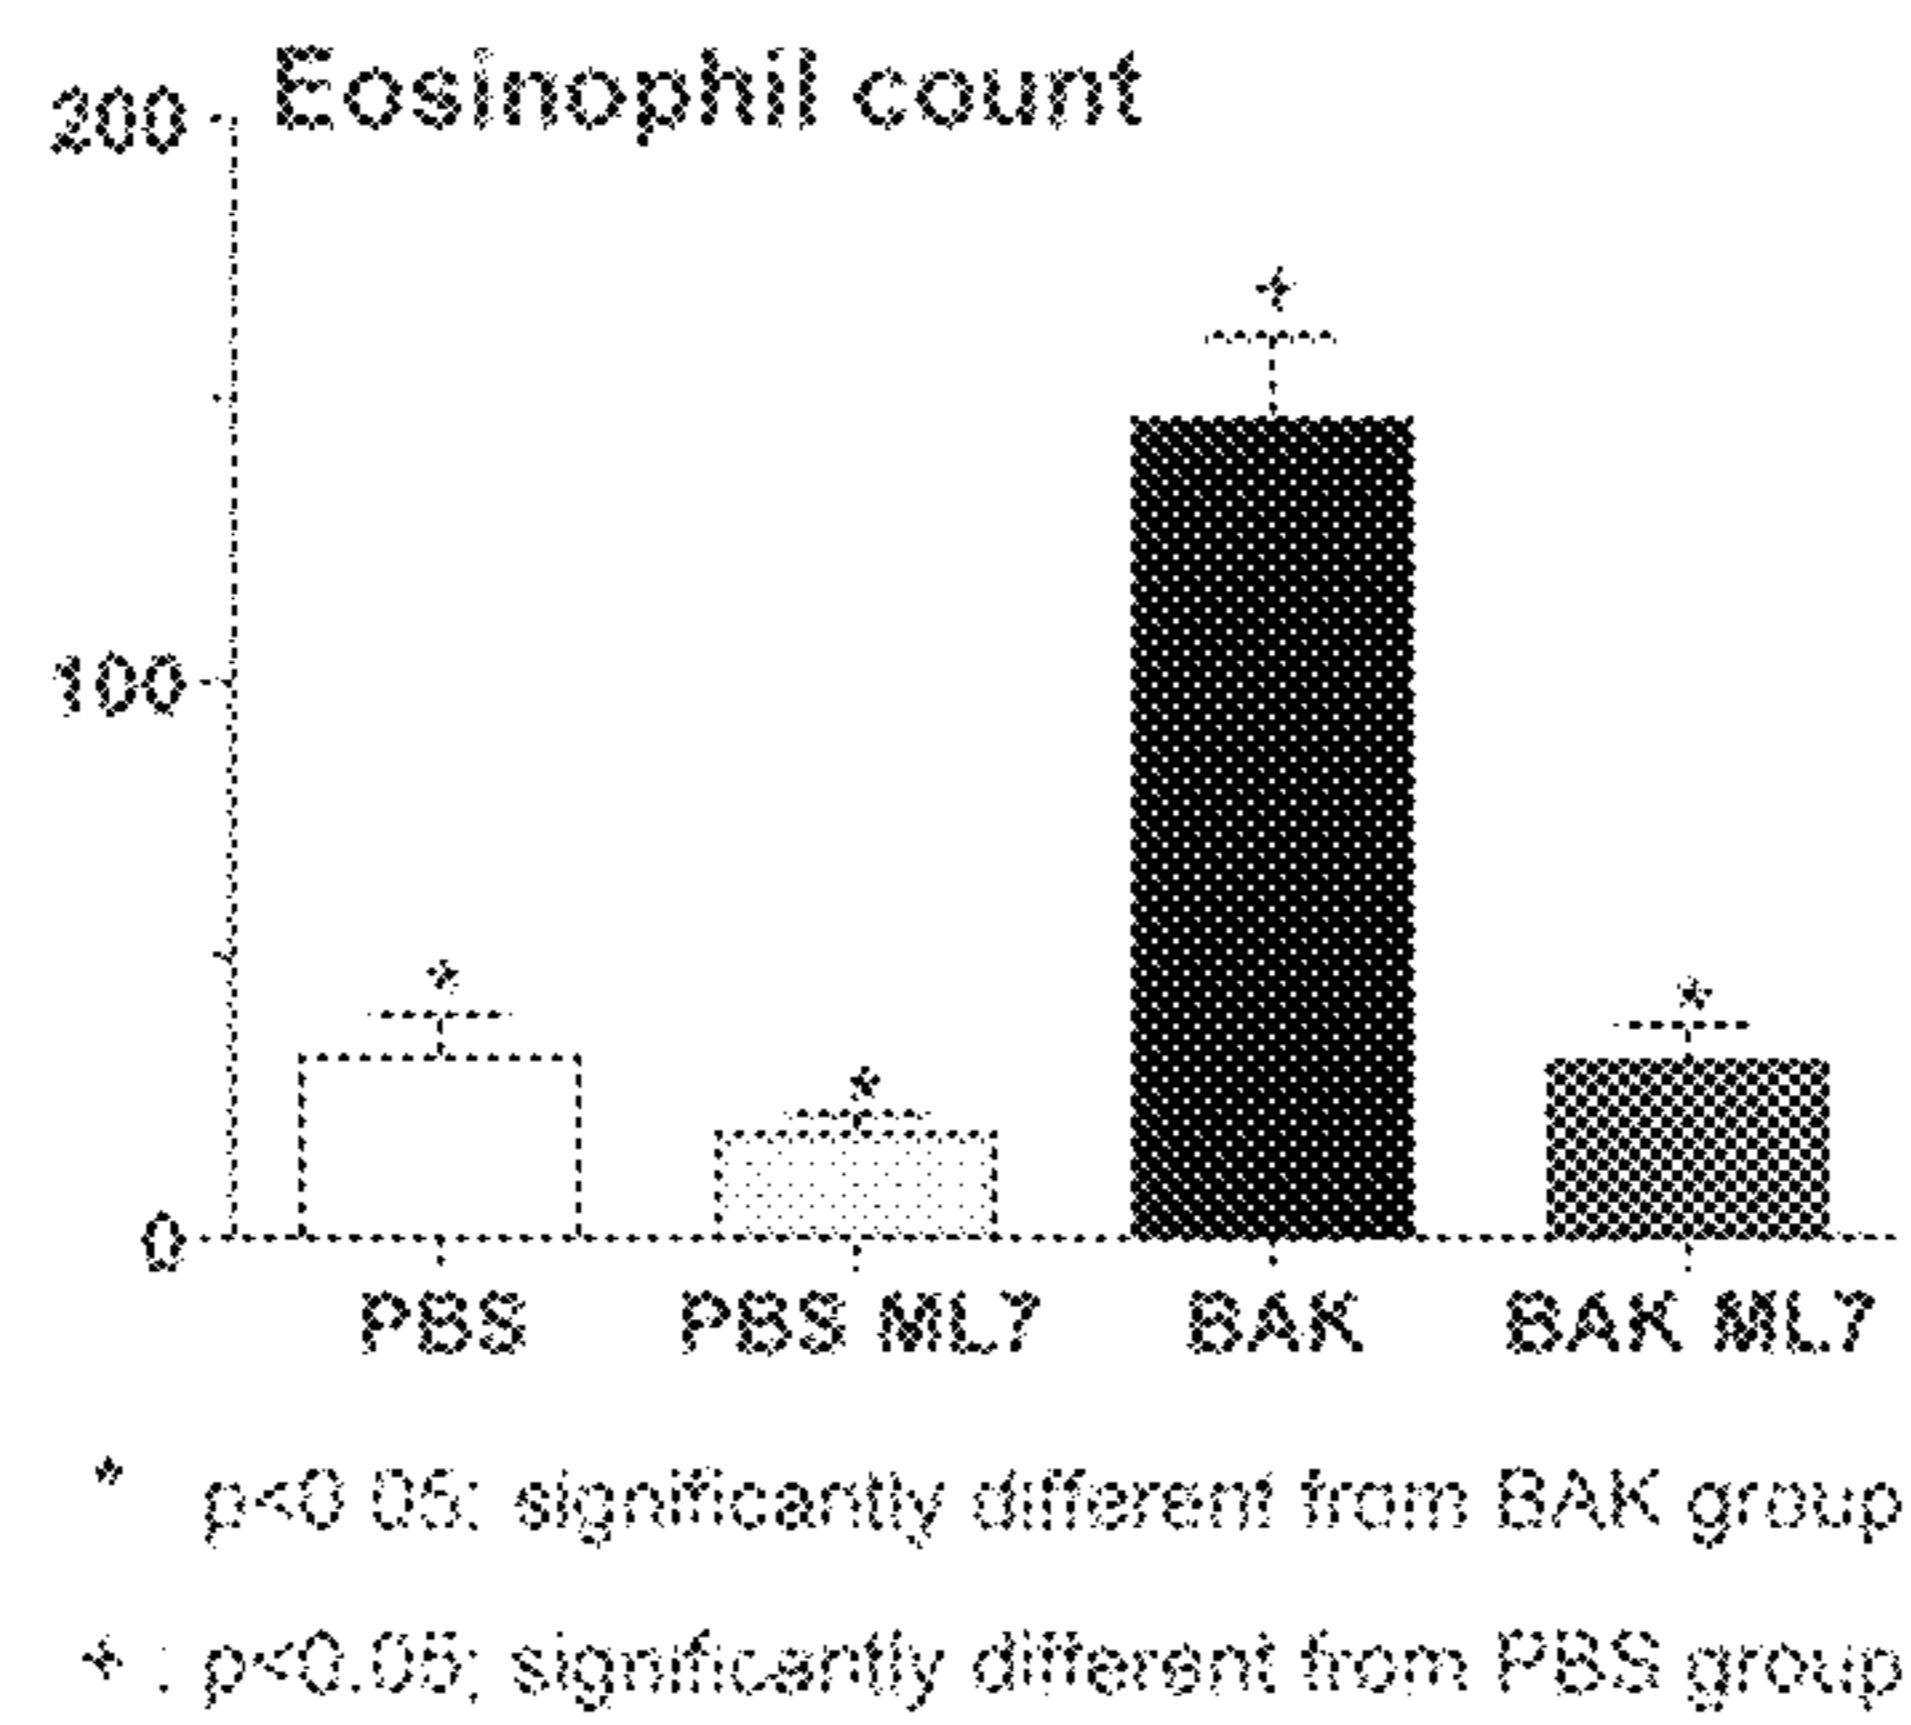 Eosinophil count
200
100
0
PBS PBS ML7 BAK BAK ML7
* p<0.05; significantly different from BAK group
+ : p<0.05; significantly different from PBS group